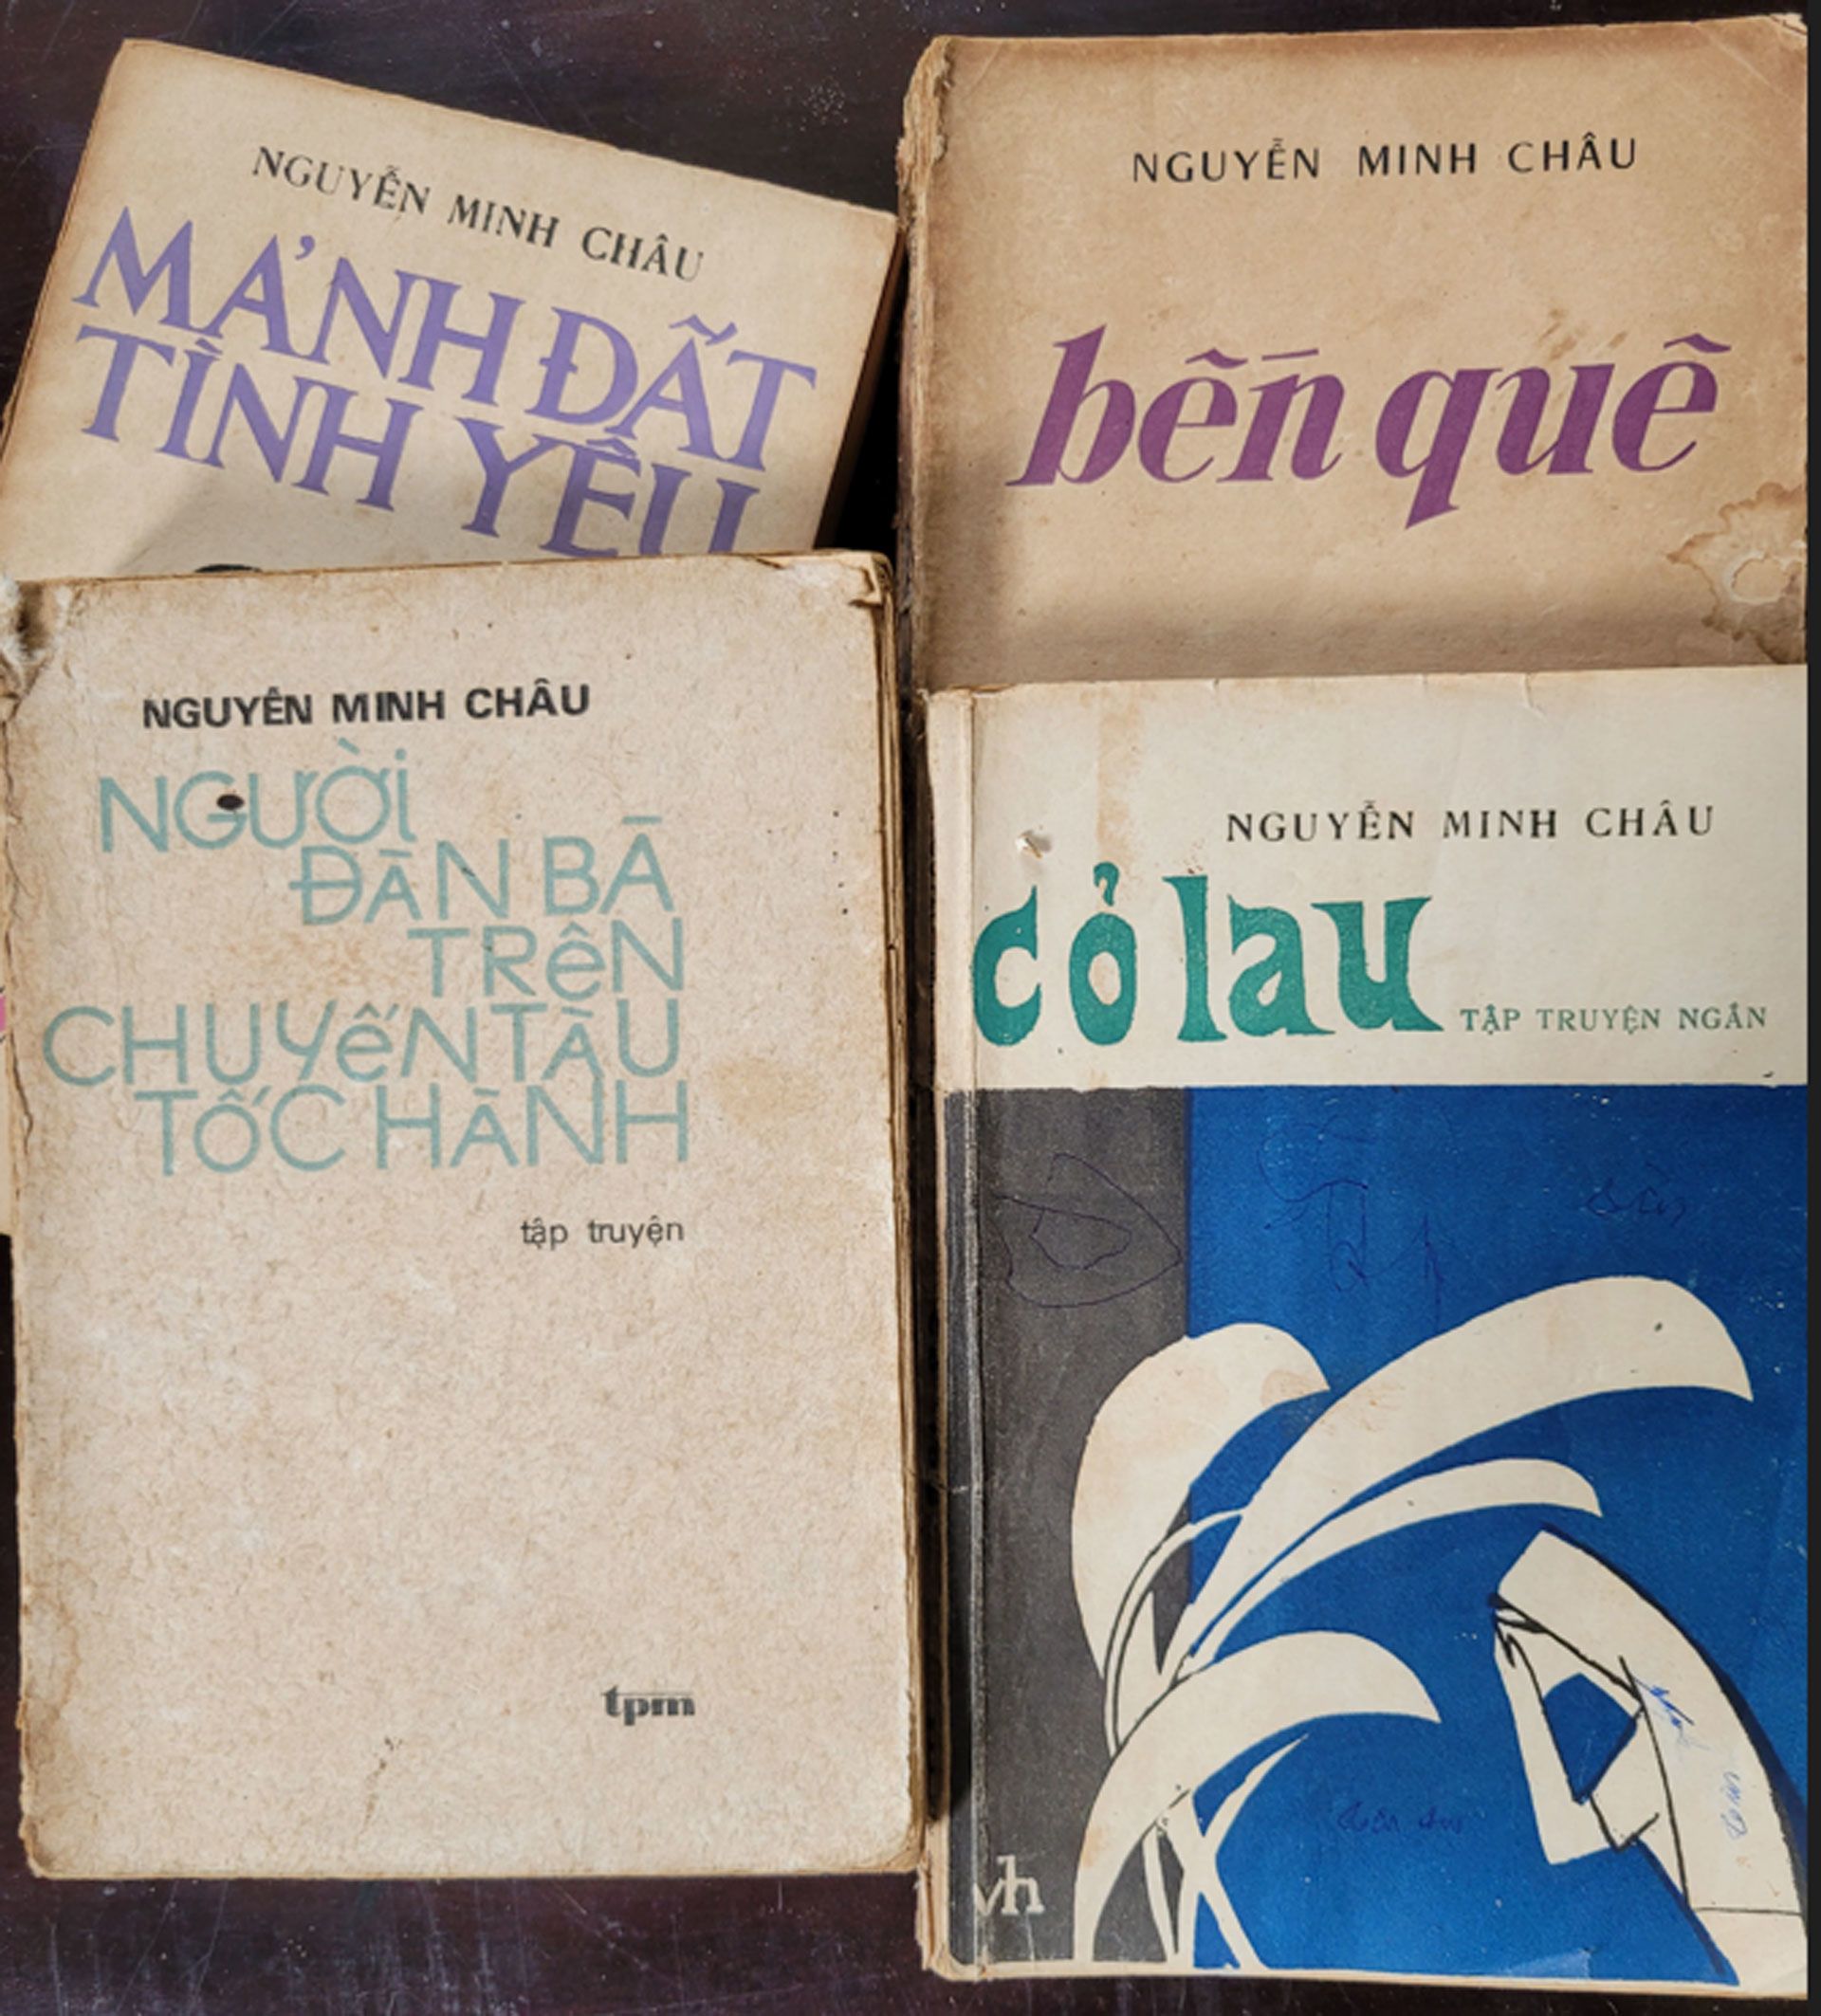 NGUYỄN MINH CHÂU
MẢNH ĐẤT
TÌNH YÊU
NGUYỄN MINH CHÂU
bến quê
NGUYÊN MINH CHÂU
NGƯỜI
ĐÀN BÀ
TRÊN
CHUYẾN TÀU
TỐC HÀNH
tập truyện
tpm
NGUYỄN MINH CHÂU
cỏ lau
TẬP TRUYỆN NGẮN
vh